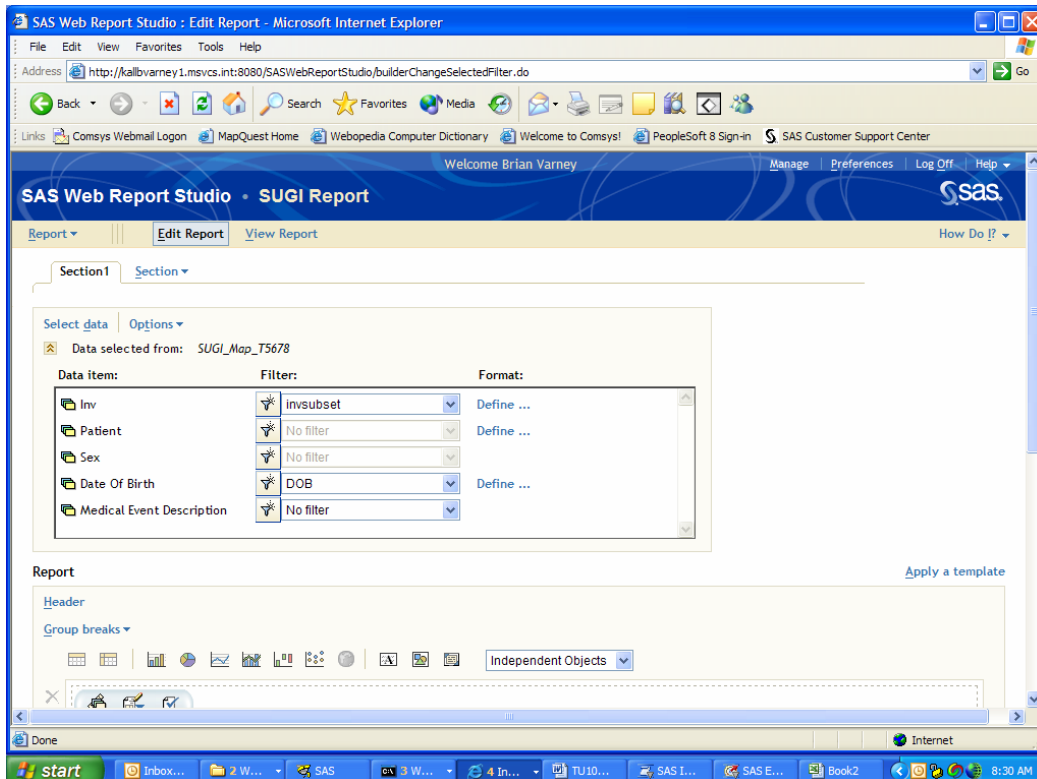 SAS Web Report Studio : Edit Report - Microsoft Internet Explorer
File Edit View Favorites Tools Help
Address http://kallbvarney1.msvcs.int:8080/SASWebReportStudio/builderChangeSelectedFilter.do Go
Back Search Favorites Media
Links Comsys Webmail Logon MapQuest Home Webopedia Computer Dictionary Welcome to Comsys! PeopleSoft 8 Sign-in SAS Customer Support Center
Welcome Brian Varney Manage Preferences Log Off Help
SAS Web Report Studio • SUGI Report sas.
Report Edit Report View Report How Do I?
Section1 Section
Select data Options
Data selected from: SUGI_Map_T5678
Data item: Filter: Format:
Inv invsubset Define ...
Patient No filter Define ...
Sex No filter
Date Of Birth DOB Define ...
Medical Event Description No filter
Report Apply a template
Header
Group breaks
A Independent Objects
Done Internet
start Inbox... 2 W... SAS 3 W... 4 In... TU10... SAS I... SAS E... Book2 8:30 AM